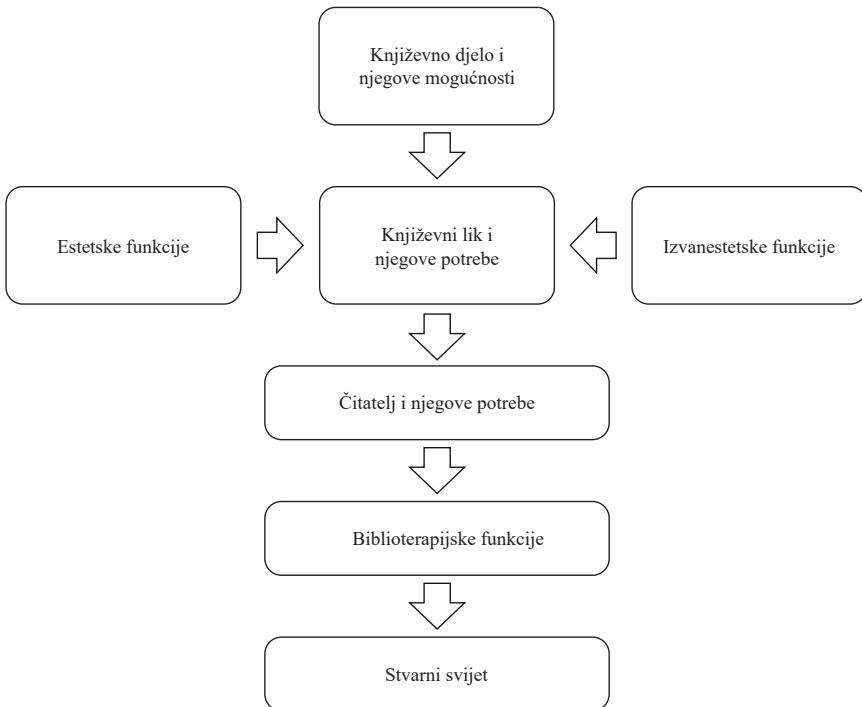 Književno djelo i
njegove mogućnosti
Estetske funkcije
Književni lik i
njegove potrebe
Izvanestetske funkcije
Čitatelj i njegove potrebe
Biblioterapijske funkcije
Stvarni svijet